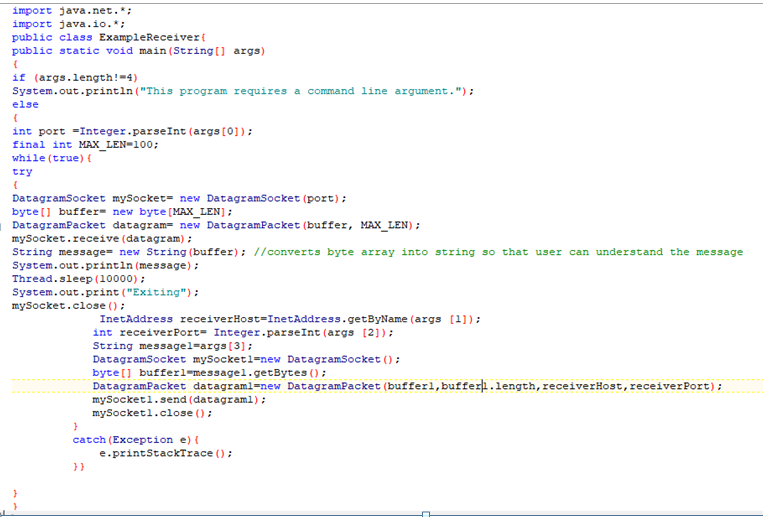 import java.net.*;
import java.io.*;
public class ExampleReceiver{
public static void main(String[] args)
{
if (args.length!=4)
System.out.println("This program requires a command line argument.");
else
{
int port =Integer.parseInt(args[0]);
final int MAX_LEN=100;
while(true){
try
{
DatagramSocket mySocket= new DatagramSocket(port);
byte[] buffer= new byte[MAX_LEN];
DatagramPacket datagram= new DatagramPacket(buffer, MAX_LEN);
mySocket.receive(datagram);
String message= new String(buffer); //converts byte array into string so that user can understand the message
System.out.println(message);
Thread.sleep(10000);
System.out.print("Exiting");
mySocket.close();
InetAddress receiverHost=InetAddress.getByName(args [1]);
int receiverPort= Integer.parseInt(args [2]);
String message1=args[3];
DatagramSocket mySocket1=new DatagramSocket();
byte[] buffer1=message1.getBytes();
DatagramPacket datagram1=new DatagramPacket(buffer1,buffer1.length,receiverHost,receiverPort);
mySocket1.send(datagram1);
mySocket1.close();
}
catch(Exception e){
e.printStackTrace();
}}
}
}